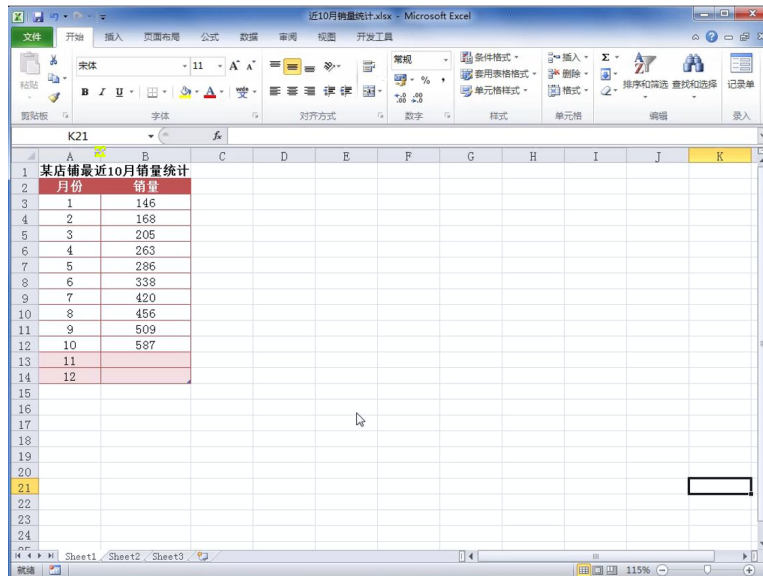 近10月销量统计.xlsx - Microsoft Excel
文件 开始 插入 页面布局 公式 数据 审阅 视图 开发工具
粘贴 宋体 11 A A 常规 条件格式 插入 Σ
B I U A % , 套用表格格式 删除 排序和筛选 查找和选择 记录单
单元格样式 格式
剪贴板 字体 对齐方式 数字 样式 单元格 编辑 录入
K21 fx
A B C D E F G H I J K
1 某店铺最近10月销量统计
2 月份 销量
3 1 146
4 2 168
5 3 205
6 4 263
7 5 286
8 6 338
9 7 420
10 8 456
11 9 509
12 10 587
13 11
14 12
15
16
17
18
19
20
21
22
23
24
Sheet1 Sheet2 Sheet3
就绪 115%